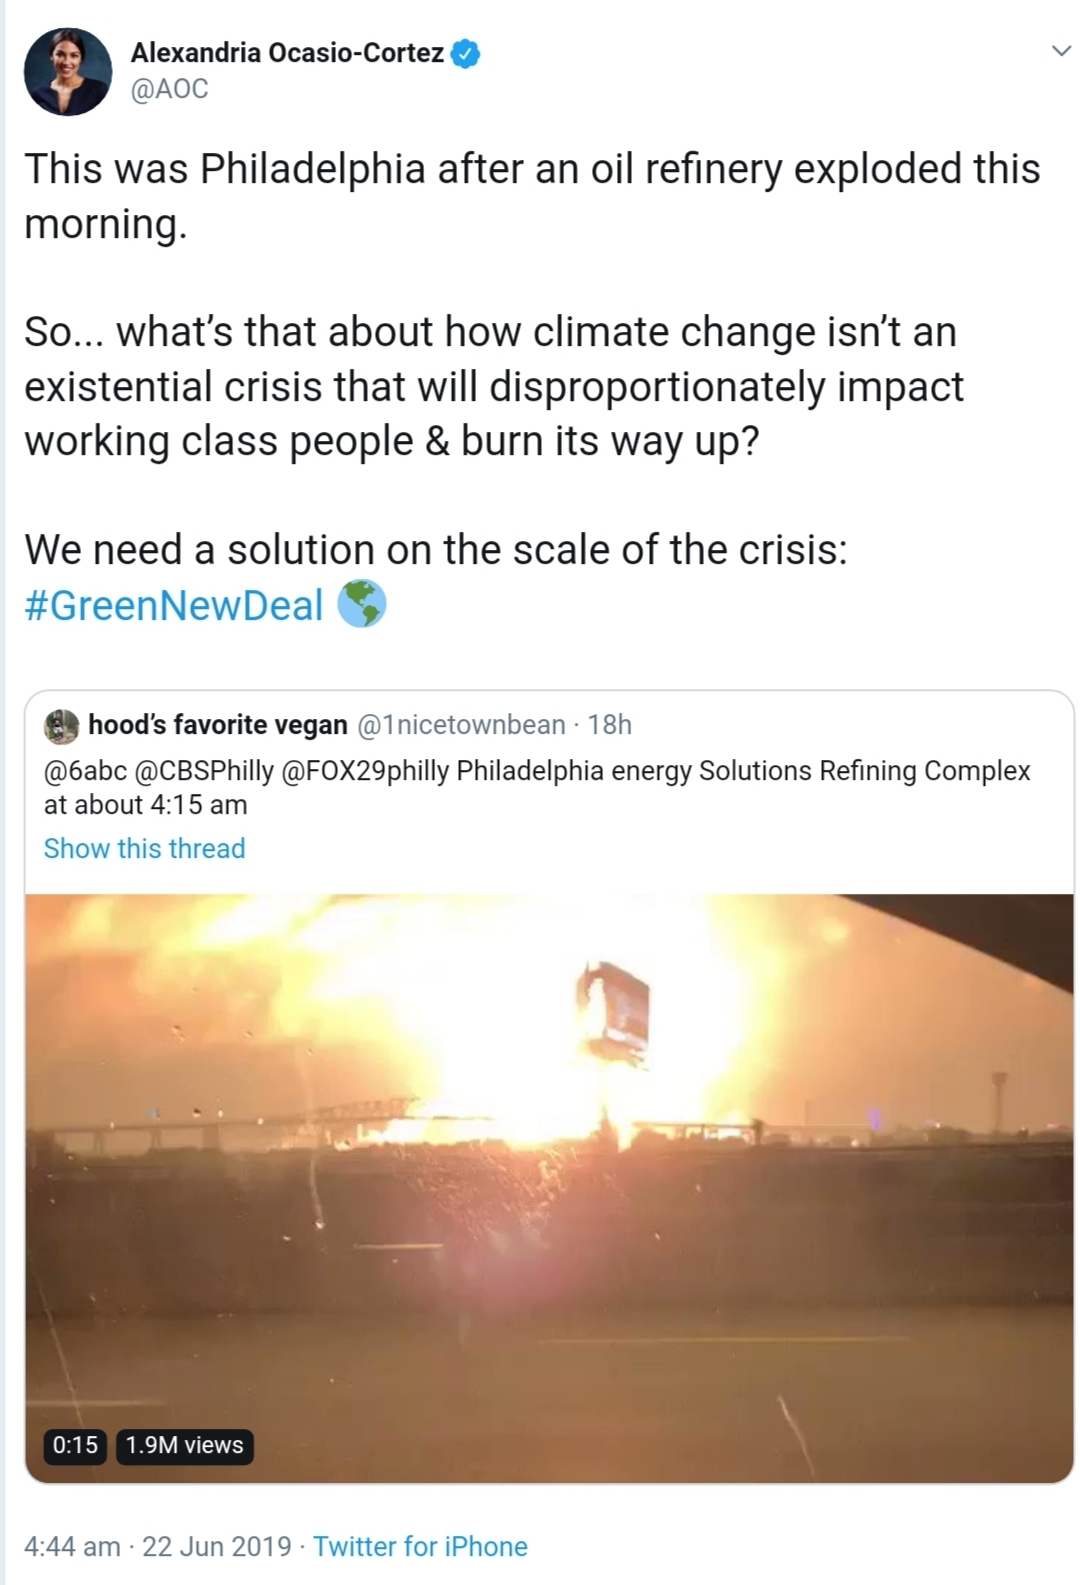 Alexandria Ocasio-Cortez
@AOC
This was Philadelphia after an oil refinery exploded this
morning.
So... what’s that about how climate change isn’t an
existential crisis that will disproportionately impact
working class people & burn its way up?
We need a solution on the scale of the crisis:
#GreenNewDeal 🌎
hood’s favorite vegan @1nicetownbean · 18h
@6abc @CBSPhilly @FOX29philly Philadelphia energy Solutions Refining Complex
at about 4:15 am
Show this thread
0:15 1.9M views
4:44 am · 22 Jun 2019 · Twitter for iPhone